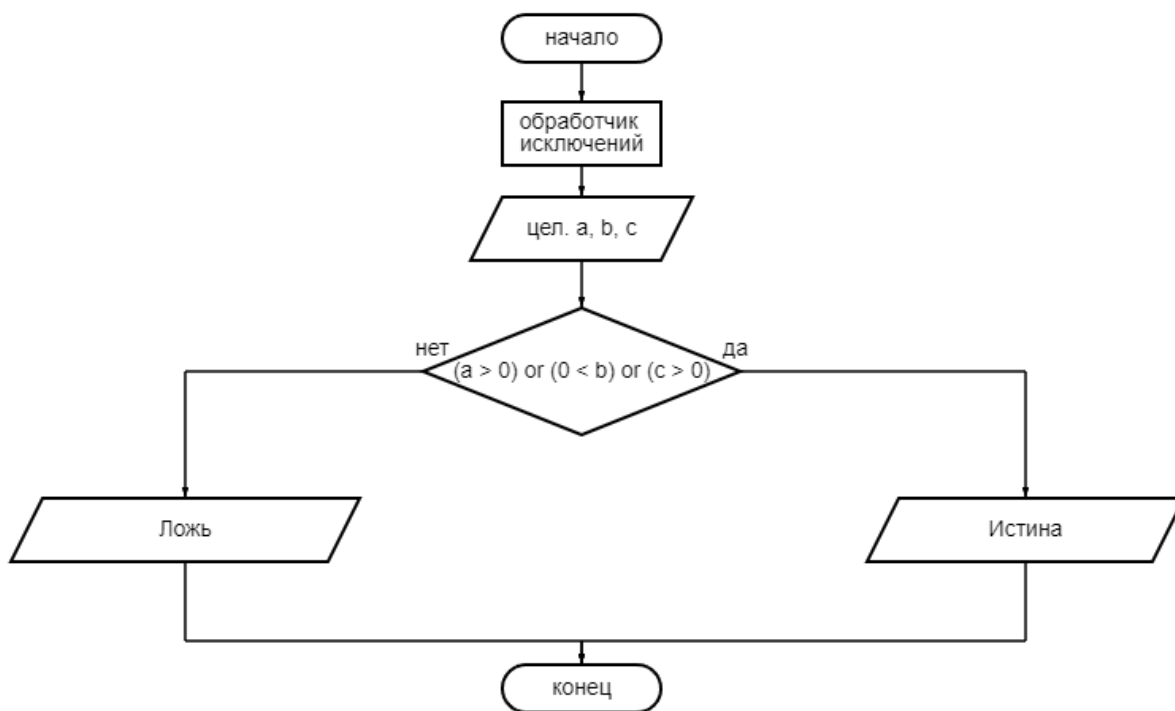 начало
обработчик
исключений
цел. a, b, c
нет
да
(a > 0) or (0 < b) or (c > 0)
Ложь
Истина
конец